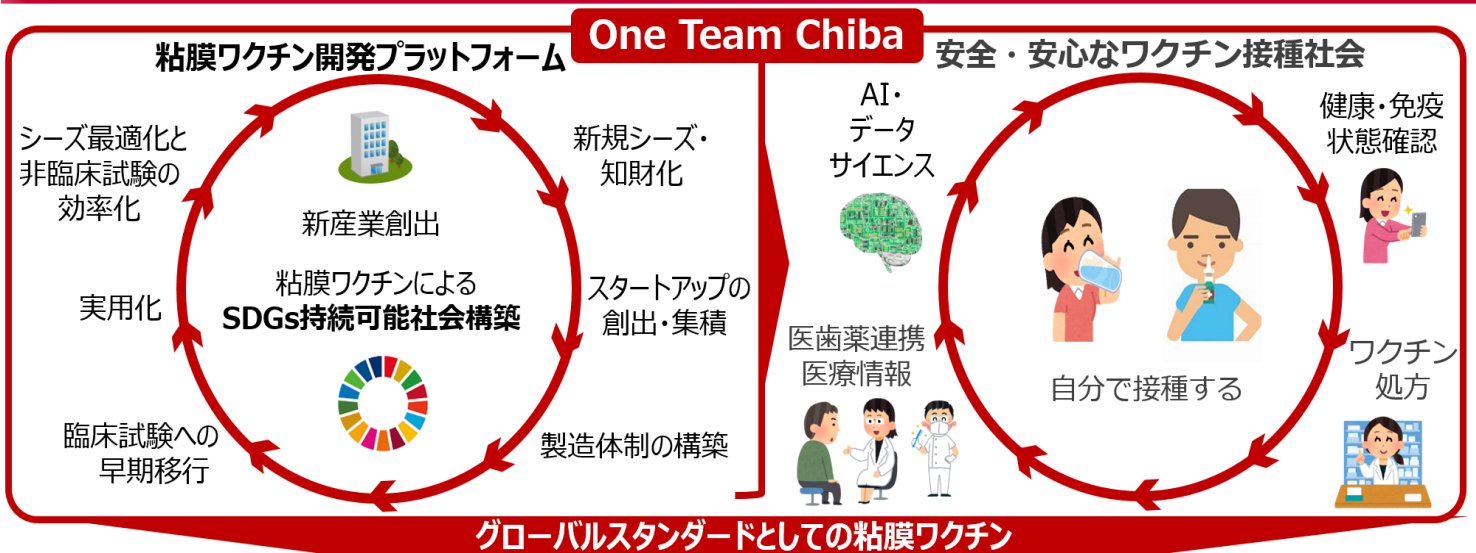 One Team Chiba
粘膜ワクチン開発プラットフォーム
シーズ最適化と
非臨床試験の
効率化
新規シーズ・
知財化
新産業創出
粘膜ワクチンによる
SDGs持続可能社会構築
実用化
スタートアップの
創出・集積
臨床試験への
早期移行
製造体制の構築
安全・安心なワクチン接種社会
AI・
データ
サイエンス
健康・免疫
状態確認
医歯薬連携
医療情報
自分で接種する
ワクチン
処方
グローバルスタンダードとしての粘膜ワクチン